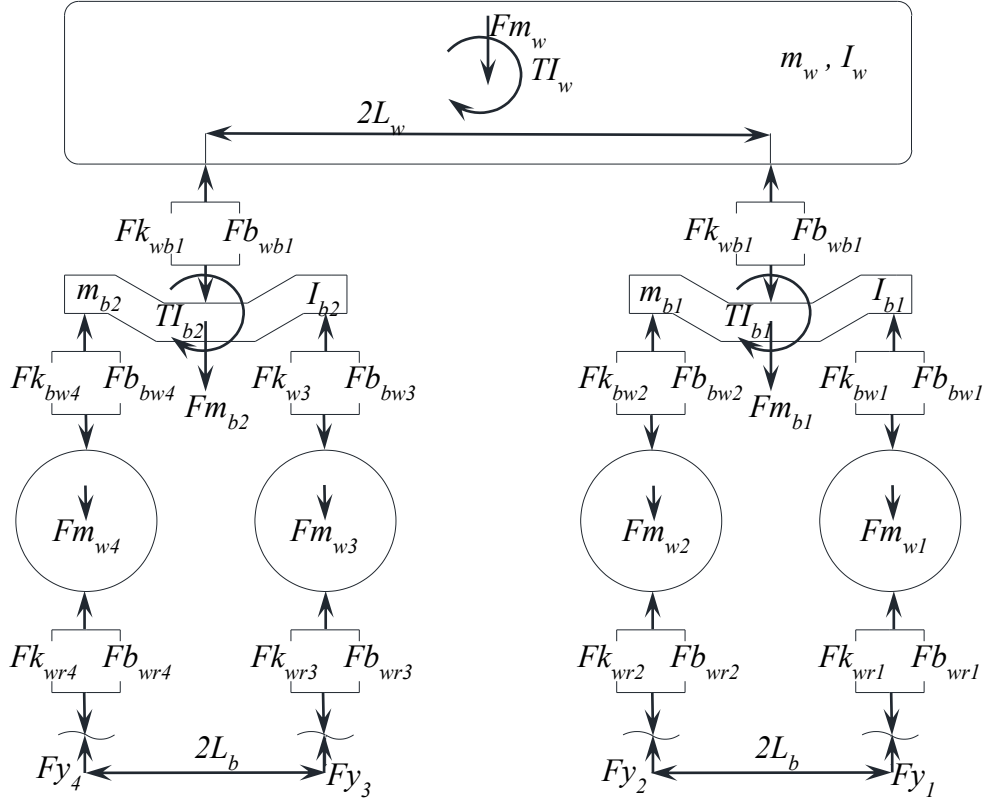 Fm_w
TI_w
m_w , I_w
2L_w
Fk_wb1 Fb_wb1 Fk_wb1 Fb_wb1
m_b2 TI_b2 I_b2 m_b1 TI_b1 I_b1
Fk_bw4 Fb_bw4 Fk_w3 Fb_bw3 Fk_bw2 Fb_bw2 Fk_bw1 Fb_bw1
Fm_b2 Fm_b1
Fm_w4 Fm_w3 Fm_w2 Fm_w1
Fk_wr4 Fb_wr4 Fk_wr3 Fb_wr3 Fk_wr2 Fb_wr2 Fk_wr1 Fb_wr1
Fy_4 2L_b Fy_3 Fy_2 2L_b Fy_1